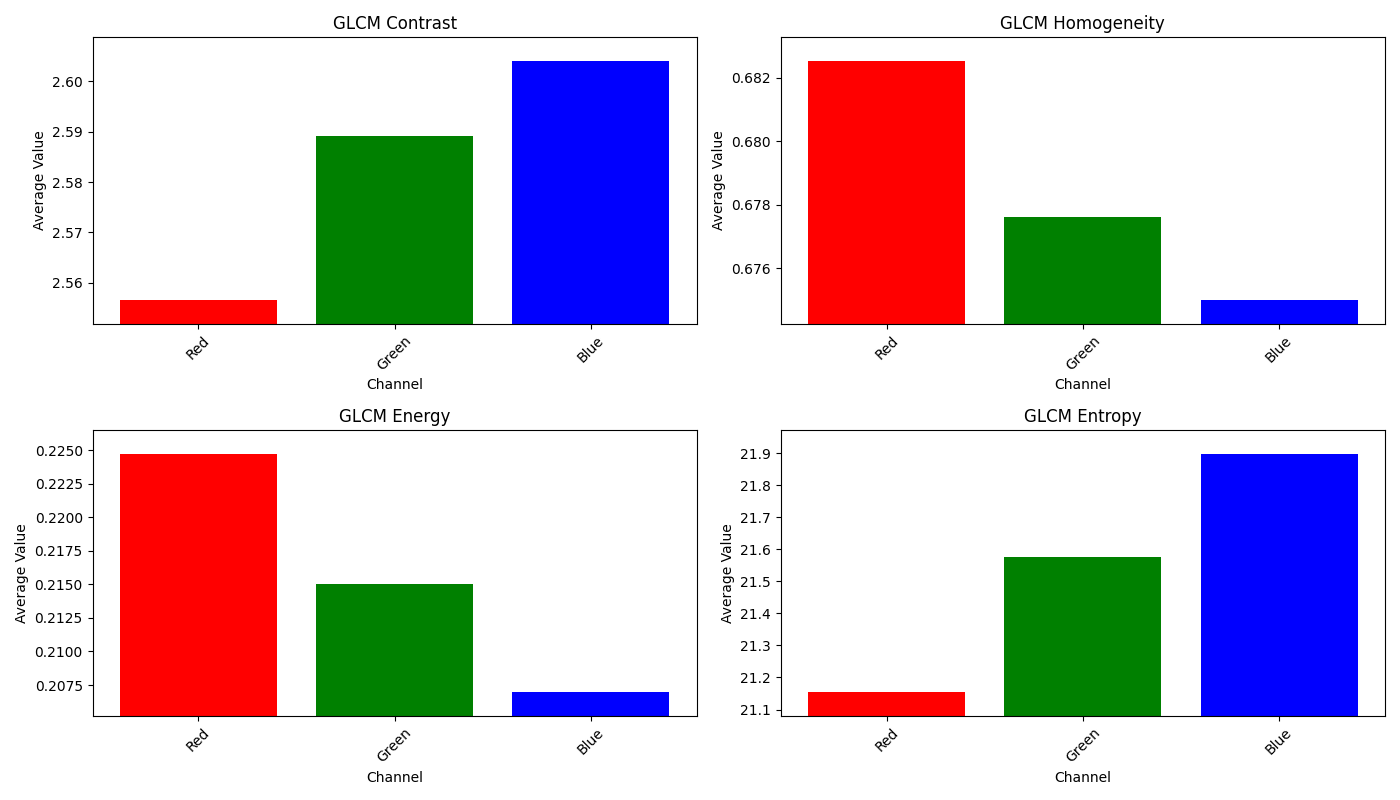 GLCM Contrast
2.60
2.59
2.58
2.57
2.56
Average Value
Red
Green
Blue
Channel
GLCM Homogeneity
0.682
0.680
0.678
0.676
Average Value
Red
Green
Blue
Channel
GLCM Energy
0.2250
0.2225
0.2200
0.2175
0.2150
0.2125
0.2100
0.2075
Average Value
Red
Green
Blue
Channel
GLCM Entropy
21.9
21.8
21.7
21.6
21.5
21.4
21.3
21.2
21.1
Average Value
Red
Green
Blue
Channel